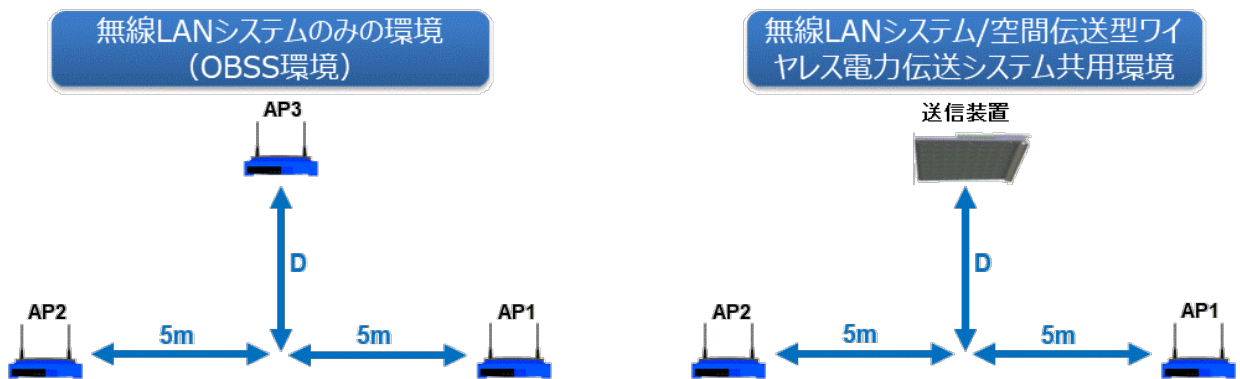 無線LANシステムのみの環境
（OBSS環境）
AP3
D
AP2
5m
5m
AP1
無線LANシステム/空間伝送型ワイ
ヤレス電力伝送システム共用環境
送信装置
D
AP2
5m
5m
AP1